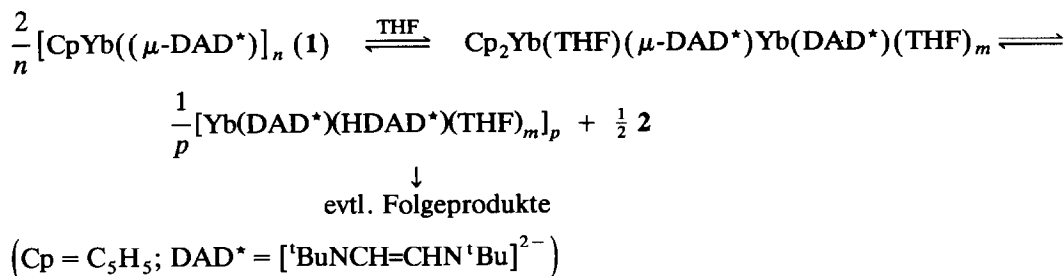 2/n [CpYb((μ-DAD*)]n (1) ⇌ THF Cp2Yb(THF)(μ-DAD*)Yb(DAD*)(THF)m ⇌
1/p [Yb(DAD*)(HDAD*)(THF)m]p + ½ 2
↓
evtl. Folgeprodukte
(Cp = C5H5; DAD* = [tBuNCH=CHNtBu]2−)